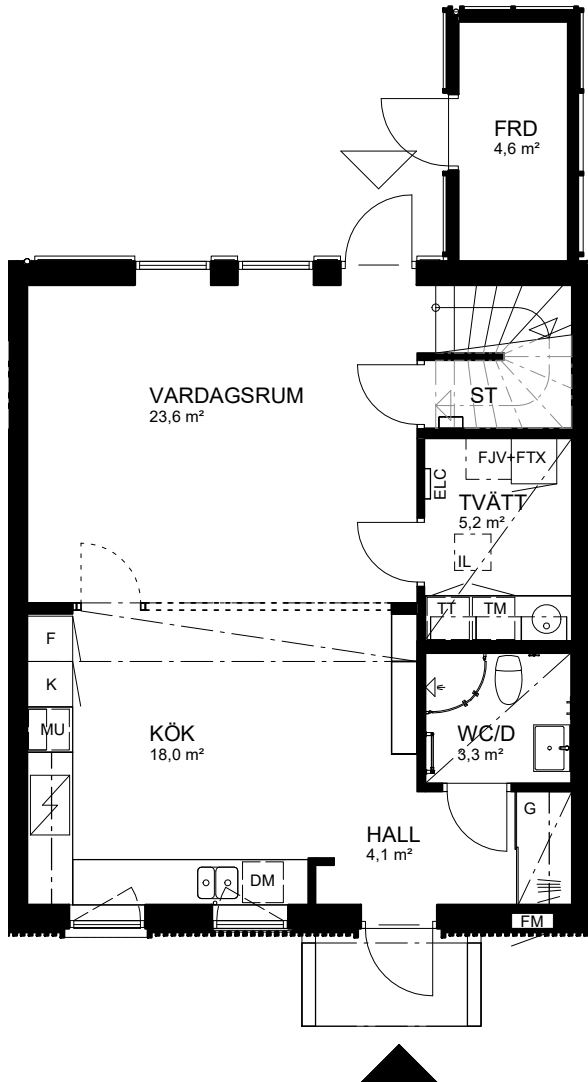 FRD
4,6 m²
VARDAGSRUM
23,6 m²
ST
FJV+FTX
ELC
TVÄTT
5,2 m²
IL
TT
TM
F
K
MU
KÖK
18,0 m²
WC/D
3,3 m²
G
HALL
4,1 m²
DM
FM